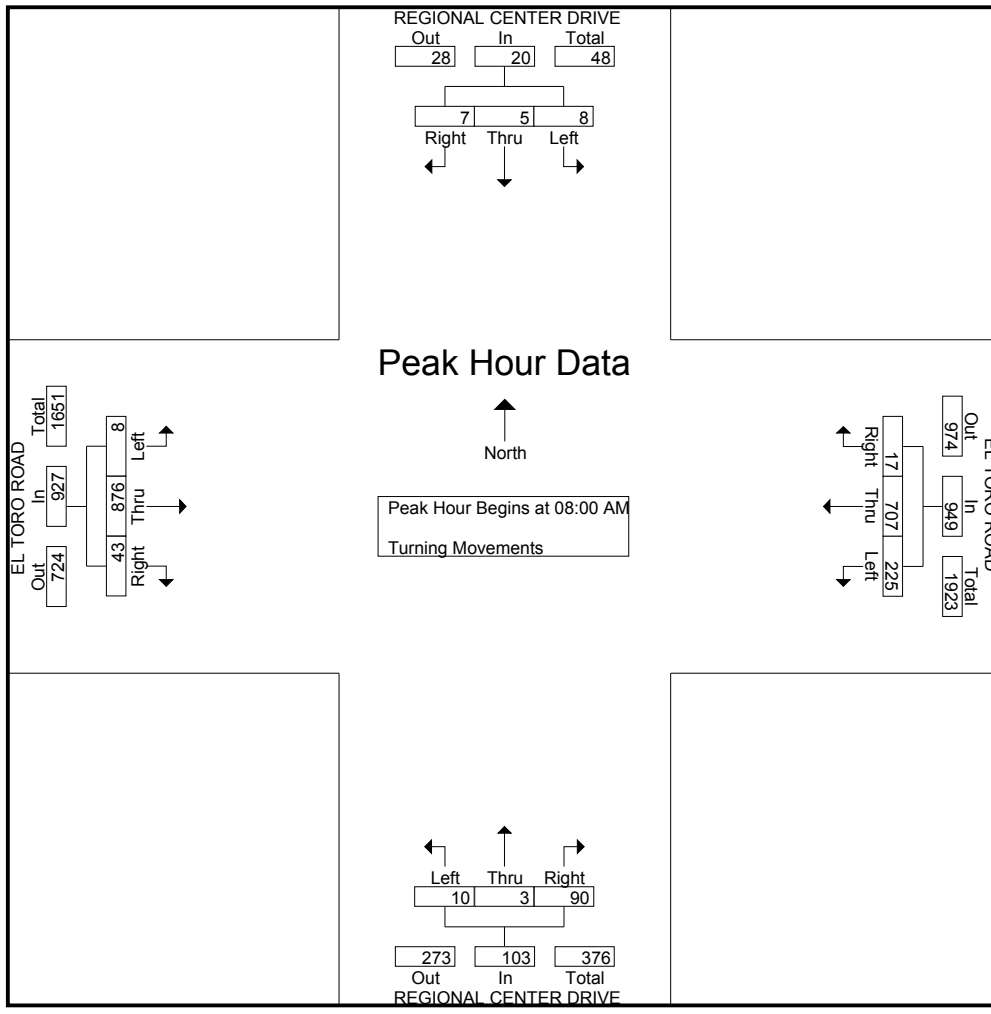 REGIONAL CENTER DRIVE
Out In Total
28 20 48
7 5 8
Right Thru Left
Peak Hour Data
North
Peak Hour Begins at 08:00 AM
Turning Movements
EL TORO ROAD
Out In Total
724 927 1651
Right Thru Left
43 876 8
EL TORO ROAD
Out In Total
974 949 1923
17 707 225
Right Thru Left
Left Thru Right
10 3 90
273 103 376
Out In Total
REGIONAL CENTER DRIVE